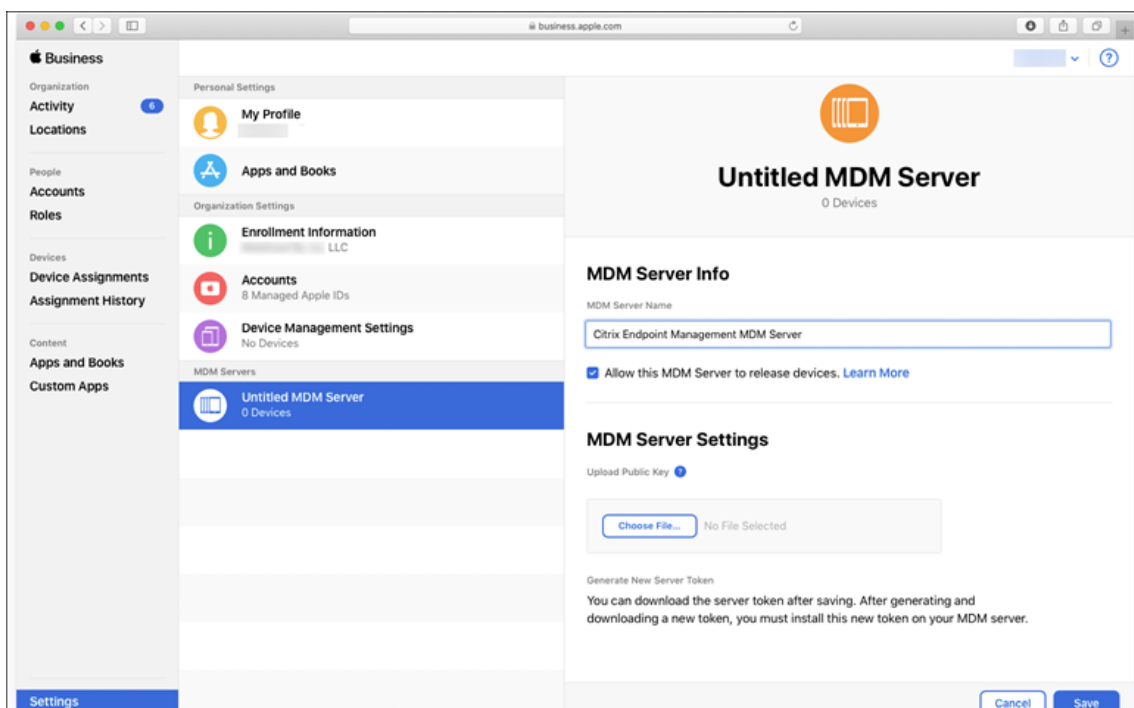 business.apple.com
Business
Organization
Activity
6
Locations
People
Accounts
Roles
Devices
Device Assignments
Assignment History
Content
Apps and Books
Custom Apps
Settings
Personal Settings
My Profile
Apps and Books
Organization Settings
Enrollment Information
LLC
Accounts
8 Managed Apple IDs
Device Management Settings
No Devices
MDM Servers
Untitled MDM Server
0 Devices
?
Untitled MDM Server
0 Devices
MDM Server Info
MDM Server Name
Citrix Endpoint Management MDM Server
Allow this MDM Server to release devices. Learn More
MDM Server Settings
Upload Public Key ?
Choose File... No File Selected
Generate New Server Token
You can download the server token after saving. After generating and
downloading a new token, you must install this new token on your MDM server.
Cancel Save